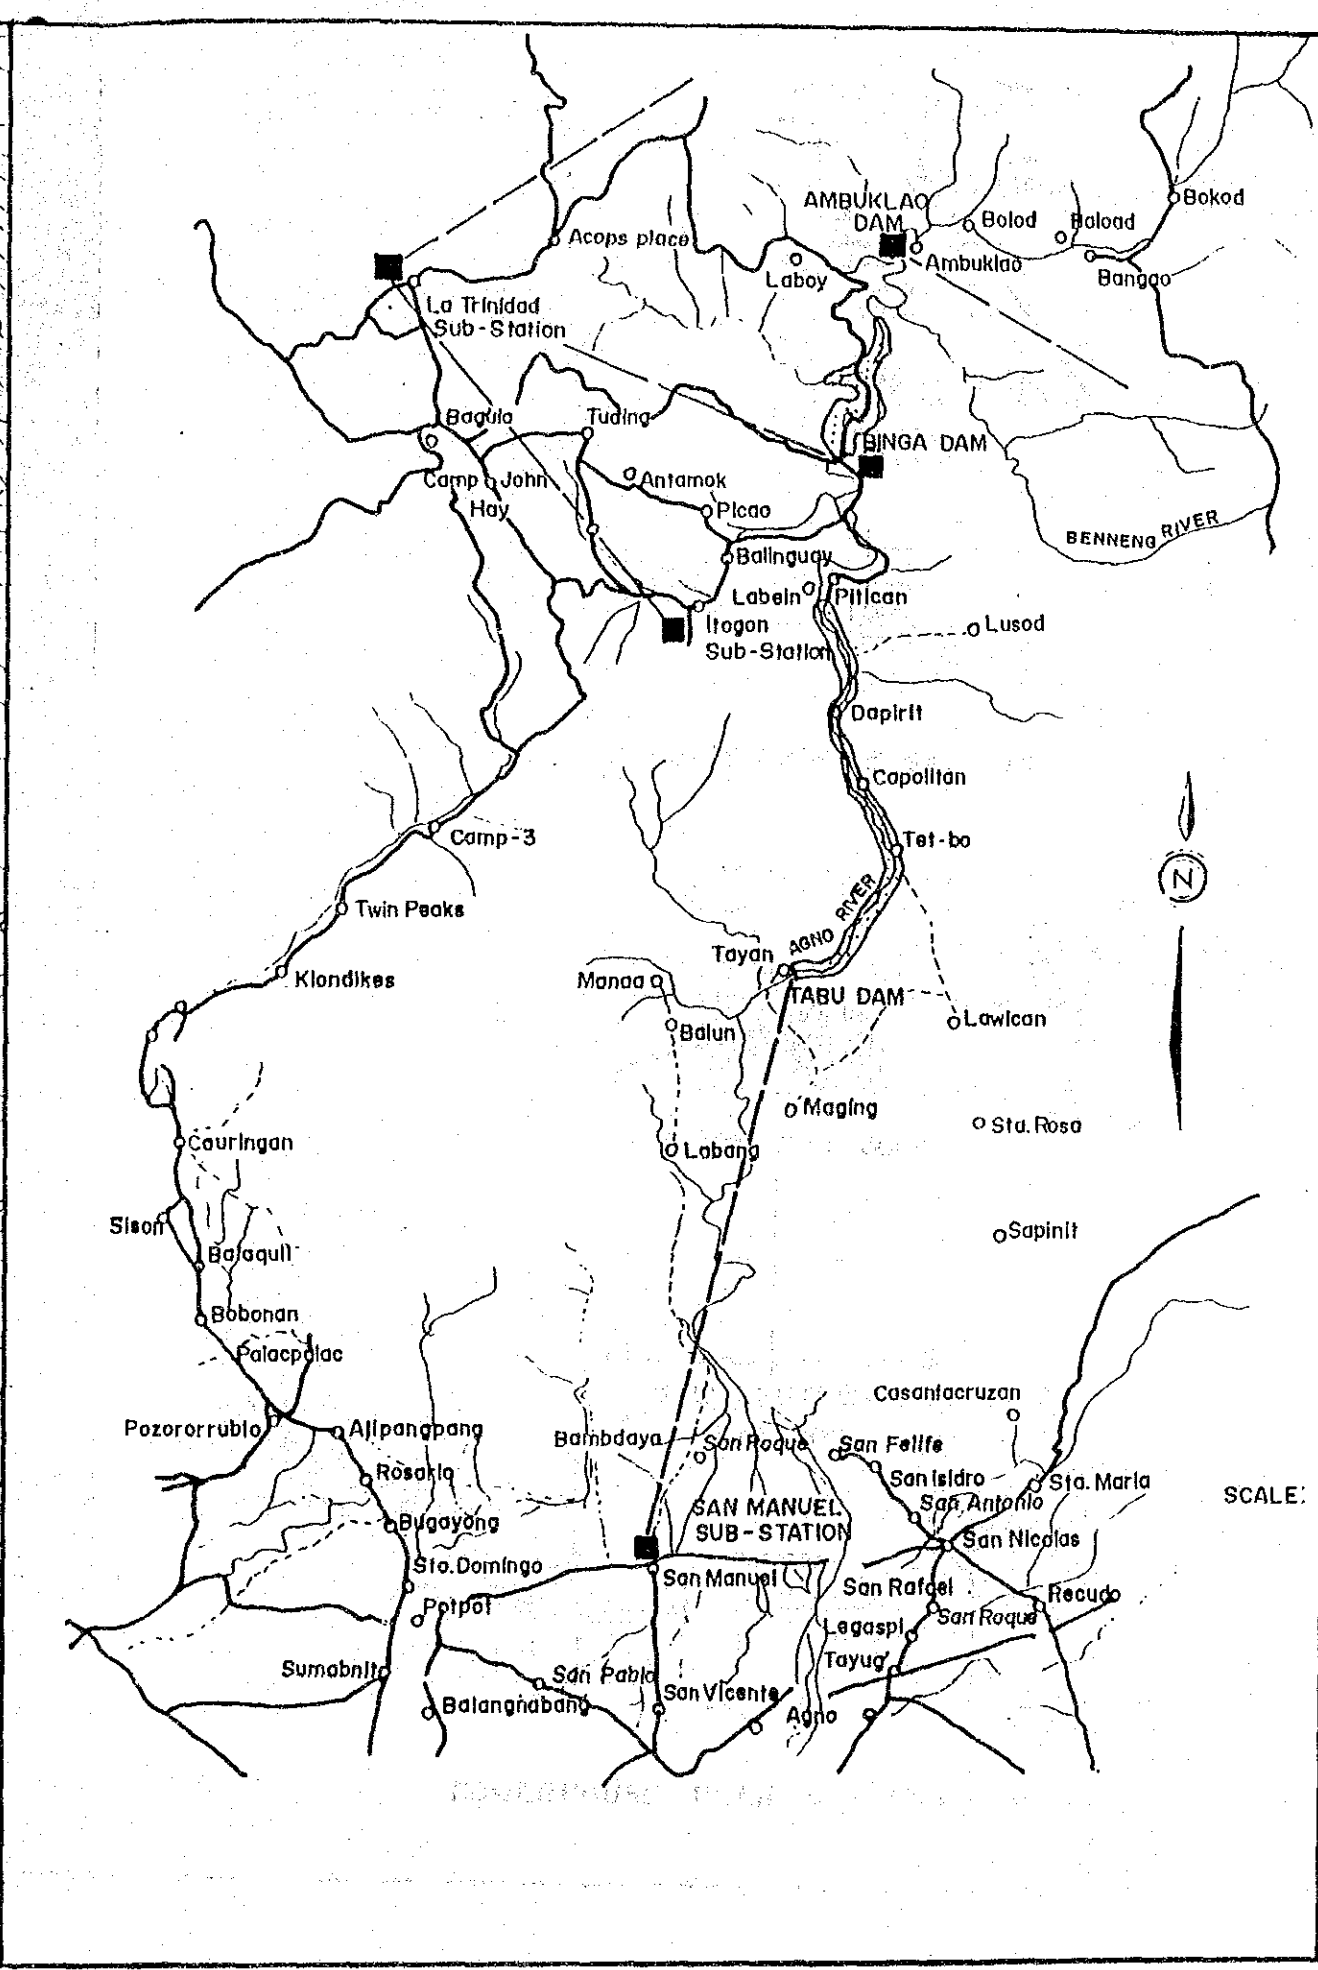 AMBUKLAO
DAM
Bokod
Bolod
Baload
Acops place
Ambuklao
Laboy
Bangao
La Trinidad
Sub-Station
Baguio
Tuding
BINGA DAM
Camp John
Hay
Antamok
Picao
BENNENG RIVER
Balinguay
Labein
Pitican
Itogon
Sub-Station
Lusod
Dapirit
Capolitan
Camp-3
Tet-bo
Twin Peaks
AGNO RIVER
Tayan
Klondikes
Manaa
TABU DAM
Lawican
Balun
N
Maging
Sta. Rosa
Cauringan
Labang
Sison
Sapinit
Balaquii
Bobonan
Palacpalac
Casantacruzan
Pozorrorubio
Alipangpang
Bambdaya
San Roque
San Felife
Rosario
San Isidro
Sta. Maria
SCALE:
San Antonio
SAN MANUEL
SUB-STATION
Bugayong
San Nicolas
Sto. Domingo
San Manuel
San Rafael
Recudo
Potpot
San Roque
Legaspi
Sumabnit
San Pablo
Tayug
San Vicente
Balangnabang
Agno